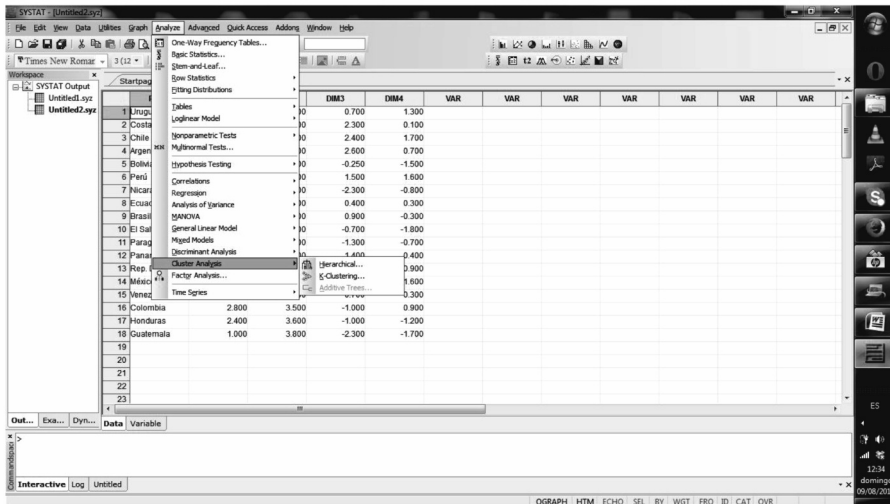 SYSTAT - [Untitled2.syz]
File Edit View Data Utilities Graph Analyze Advanced Quick Access Addons Window Help
Times New Romar 3 (12
Workspace
SYSTAT Output
Untitled1.syz
Untitled2.syz
Startpag
One-Way Frequency Tables...
Basic Statistics...
Stem-and-Leaf...
Row Statistics
Fitting Distributions
Tables
Loglinear Model
Nonparametric Tests
Multinormal Tests...
Hypothesis Testing
Correlations
Regression
Analysis of Variance
MANOVA
General Linear Model
Mixed Models
Discriminant Analysis
Cluster Analysis
Factor Analysis...
Time Series
Hierarchical...
K-Clustering...
Additive Trees...
DIM3 DIM4 VAR VAR VAR VAR VAR VAR VAR
1 Urugu 0.700 1.300
2 Costa 2.300 0.100
3 Chile 2.400 1.700
4 Argen 2.600 0.700
5 Bolivia -0.250 -1.500
6 Perú 1.500 1.600
7 Nicara -2.300 -0.800
8 Ecuad 0.400 0.300
9 Brasil 0.900 -0.300
10 El Sal -0.700 -1.800
11 Parag -1.300 -0.700
12 Panar 1.400 0.400
13 Rep. 0.900
14 Méxic 1.600
15 Venez 0.300
16 Colombia 2.800 3.500 -1.000 0.900
17 Honduras 2.400 3.600 -1.000 -1.200
18 Guatemala 1.000 3.800 -2.300 -1.700
19
20
21
22
23
Out... Exa... Dyn... Data Variable
Commandspace
>
Interactive Log Untitled
OGRAPH HTM ECHO SEL BY WGT FRQ ID CAT OVR
ES
12:34
doming
09/08/20